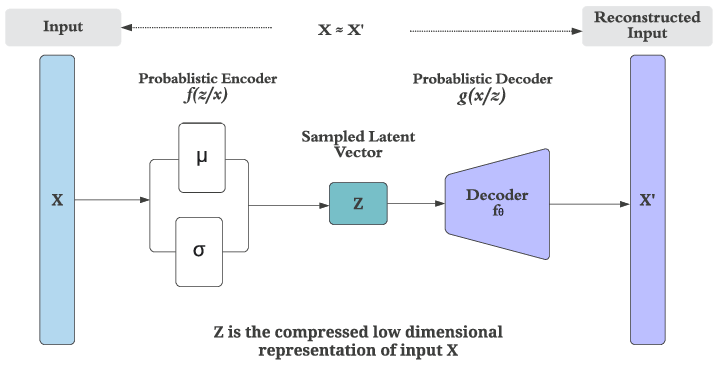 Input
X ≈ X'
Reconstructed
Input
Probablistic Encoder
f(z/x)
Probablistic Decoder
g(x/z)
Sampled Latent
Vector
X
μ
σ
Z
Decoder
fθ
X'
Z is the compressed low dimensional
representation of input X